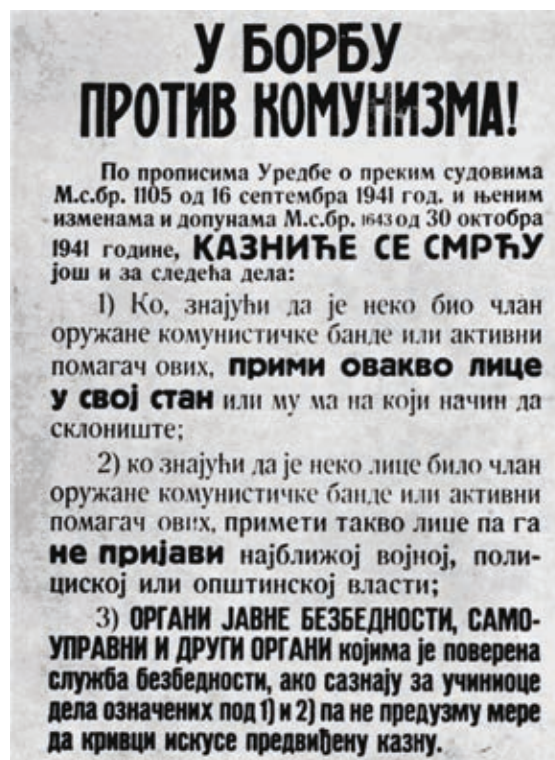 У БОРБУ
ПРОТИВ КОМУНИЗМА!
По прописима Уредбе о преким судовима
М.с.бр. 1105 од 16 септембра 1941 год. и њеним
изменама и допунама М.с.бр. 1643 од 30 октобра
1941 године, КАЗНИЋЕ СЕ СМРЋУ
још и за следећа дела:
1) Ко, знајући да је неко био члан
оружане комунистичке банде или активни
помагач ових, прими овакво лице
у свој стан или му ма на који начин да
склониште;
2) ко знајући да је неко лице било члан
оружане комунистичке банде или активни
помагач ових, примети такво лице па га
не пријави најближој војној, поли-
циској или општинској власти;
3) ОРГАНИ ЈАВНЕ БЕЗБЕДНОСТИ, САМО-
УПРАВНИ И ДРУГИ ОРГАНИ којима је поверена
служба безбедности, ако сазнају за учиниоце
дела означених под 1) и 2) па не предузму мере
да кривци искусе предвиђену казну.